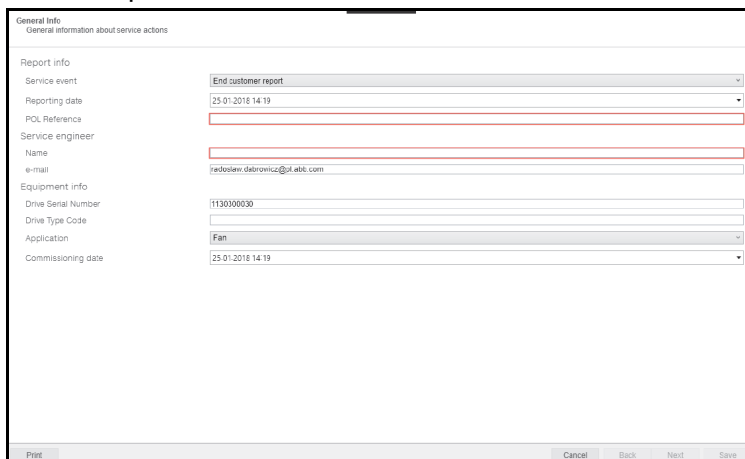 General Info
General information about service actions
Report info
Service event End customer report
Reporting date 25-01-2018 14:19
POL Reference
Service engineer
Name
e-mail radoslaw.dabrowicz@pl.abb.com
Equipment info
Drive Serial Number 1130300030
Drive Type Code
Application Fan
Commissioning date 25-01-2018 14:19
Print Cancel Back Next Save